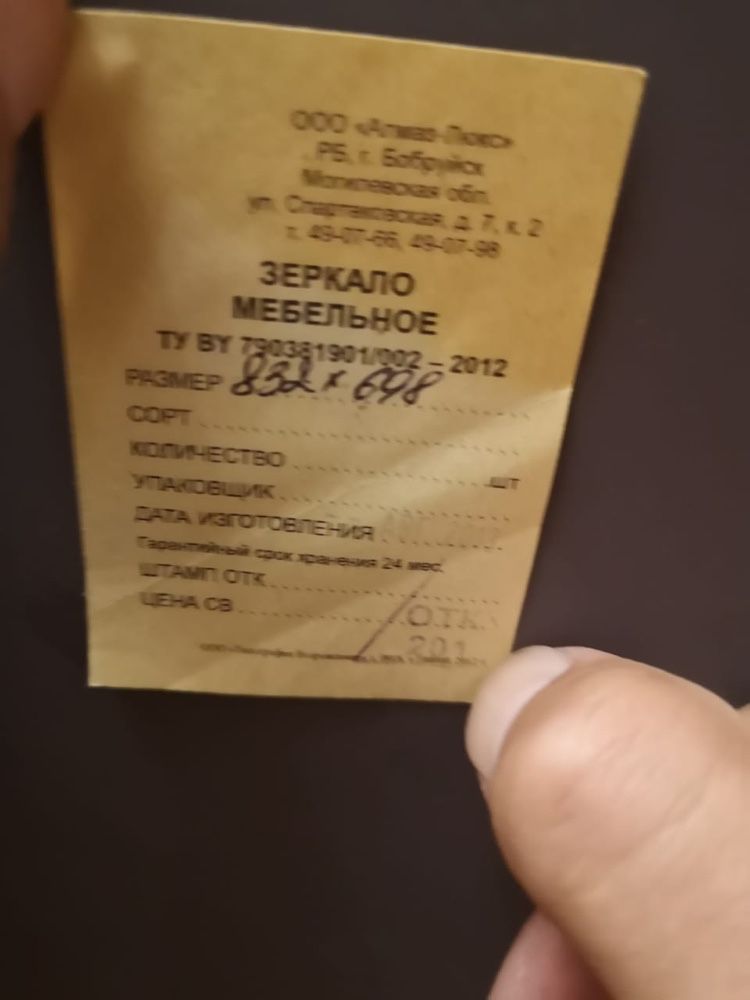 ООО «Алмаз-Люкс»
РБ, г. Бобруйск
Могилевская обл.
ул. Спартаковская, д. 7, к. 2
т. 49-07-66, 49-07-98
ЗЕРКАЛО
МЕБЕЛЬНОЕ
ТУ BY 790381901/002 – 2012
РАЗМЕР 832 x 698
СОРТ
КОЛИЧЕСТВО шт
УПАКОВЩИК
ДАТА ИЗГОТОВЛЕНИЯ
Гарантийный срок хранения 24 мес.
ШТАМП ОТК
ЦЕНА СВ О.Т.К.
201